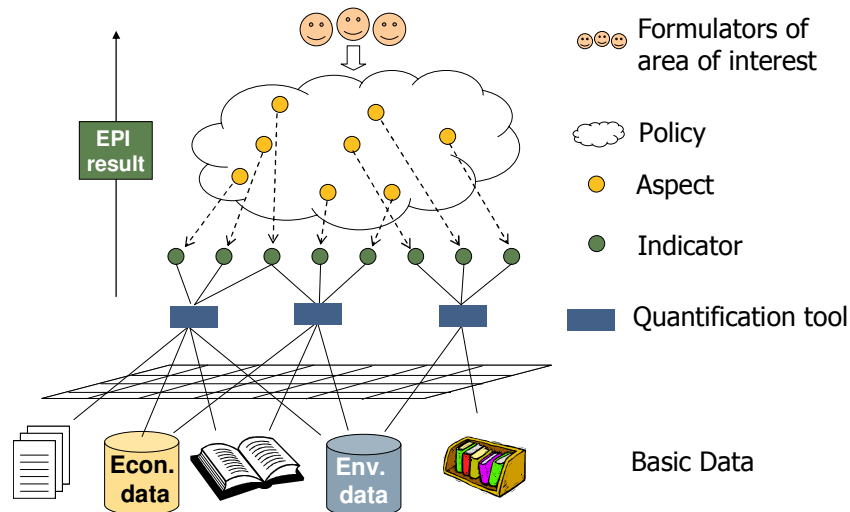 Formulators of
area of interest
EPI
result
Policy
Aspect
Indicator
Quantification tool
Econ.
data
Env.
data
Basic Data